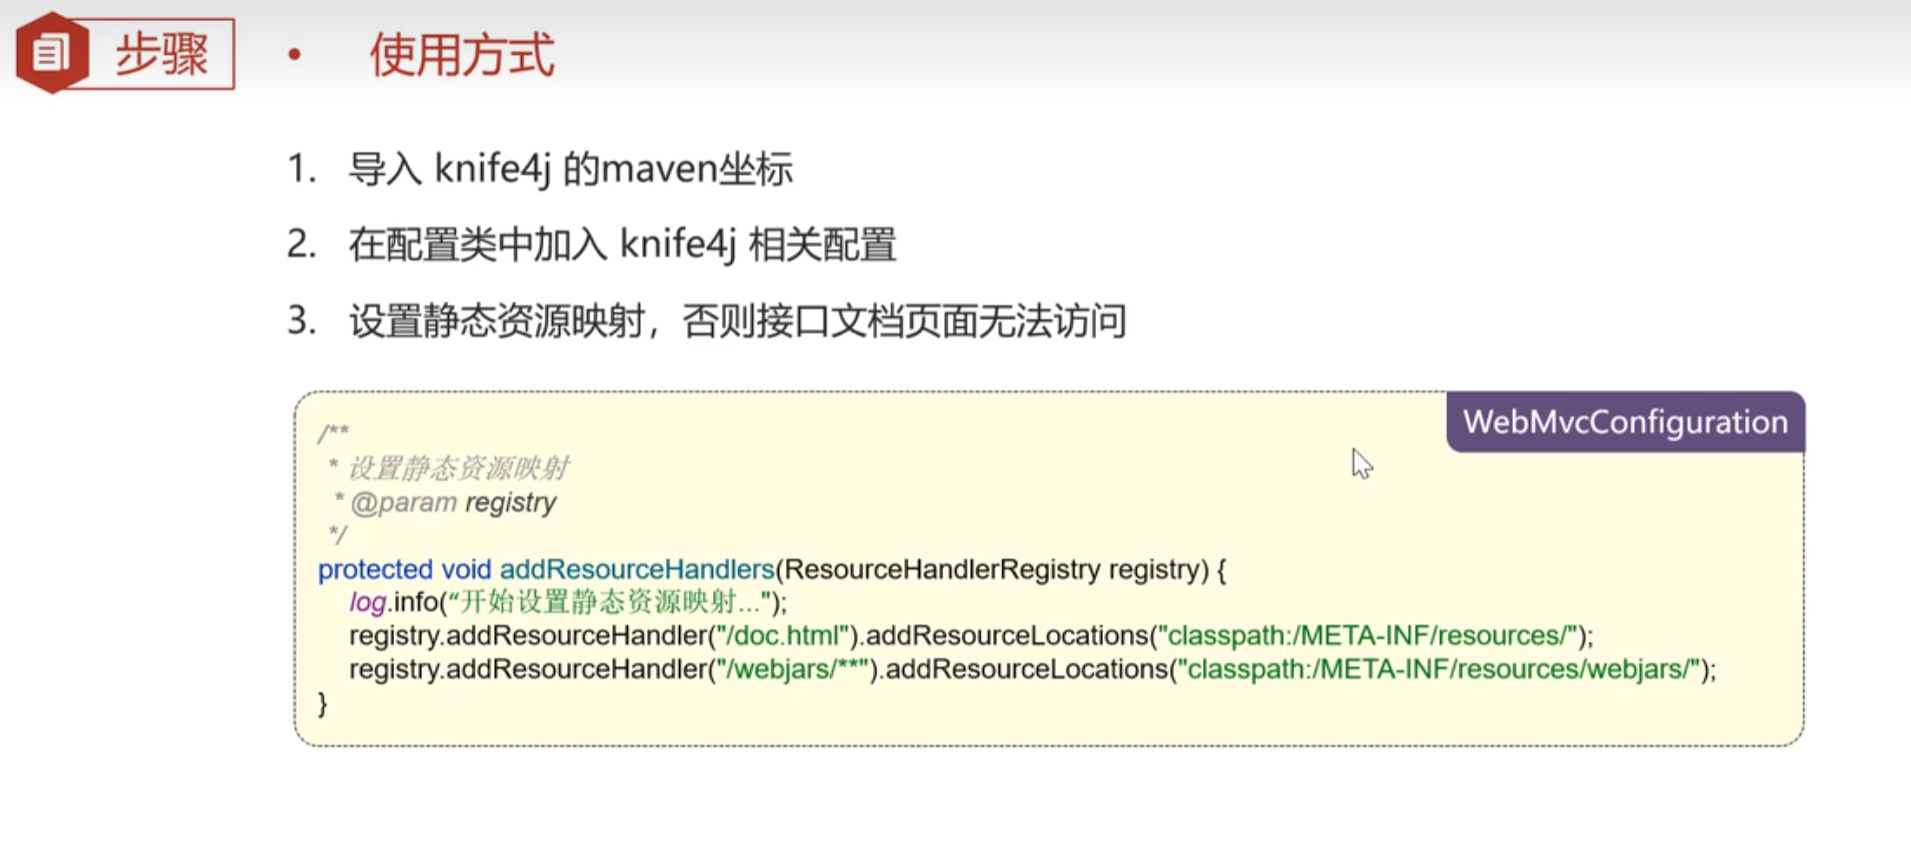 步骤 • 使用方式
1. 导入 knife4j 的maven坐标
2. 在配置类中加入 knife4j 相关配置
3. 设置静态资源映射，否则接口文档页面无法访问
WebMvcConfiguration
/**
* 设置静态资源映射
* @param registry
*/
protected void addResourceHandlers(ResourceHandlerRegistry registry) {
log.info(“开始设置静态资源映射...");
registry.addResourceHandler("/doc.html").addResourceLocations("classpath:/META-INF/resources/");
registry.addResourceHandler("/webjars/**").addResourceLocations("classpath:/META-INF/resources/webjars/");
}